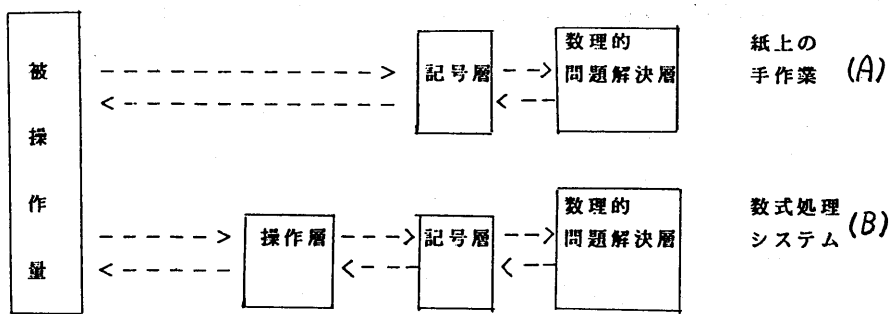 被操作量
記号層
数理的
問題解決層
紙上の
手作業 (A)
操作層
記号層
数理的
問題解決層
数式処理
システム (B)